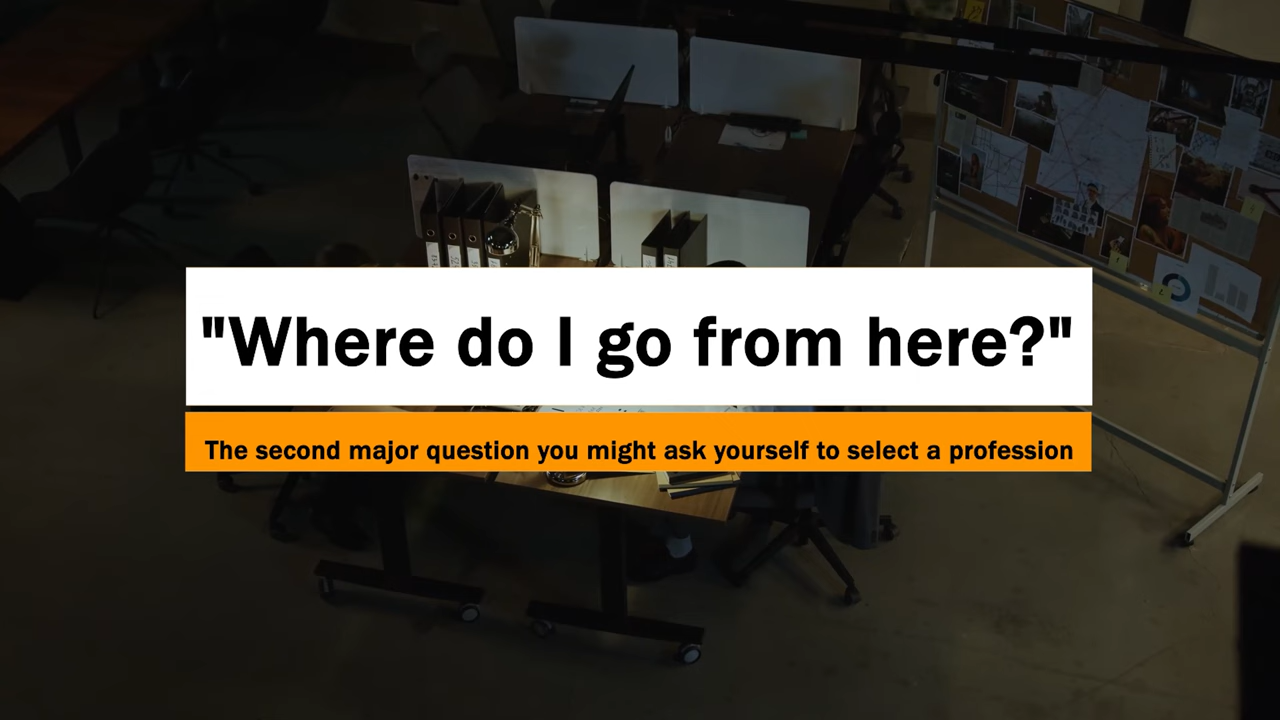 "Where do I go from here?"
The second major question you might ask yourself to select a profession